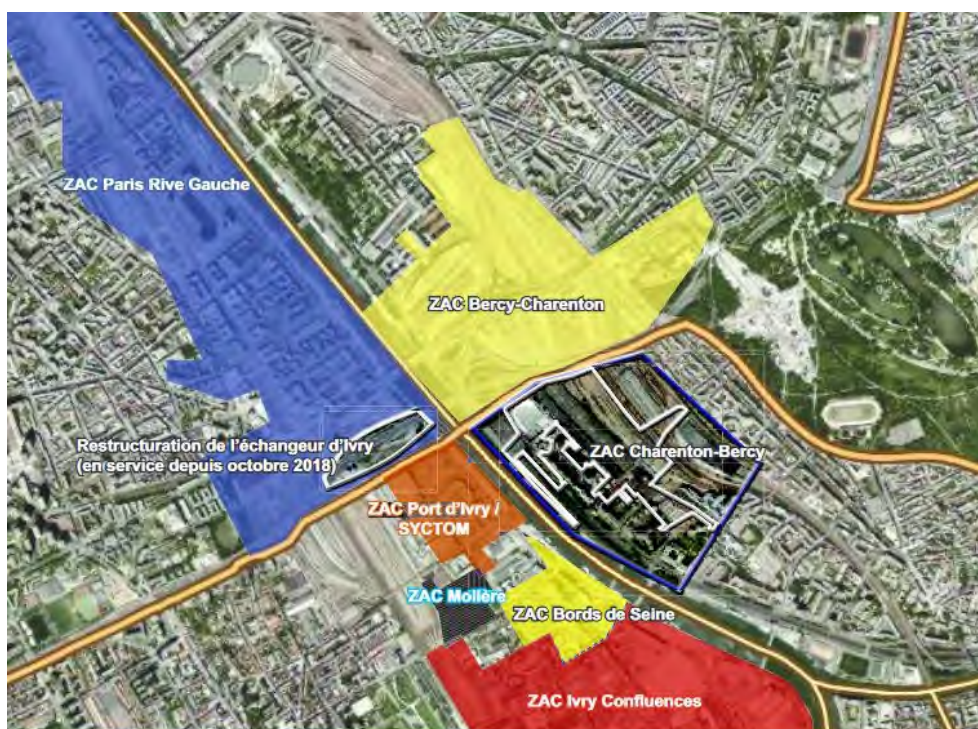 ZAC Paris Rive Gauche
ZAC Bercy-Charenton
Restructuration de l'échangeur d'Ivry
(en service depuis octobre 2018)
ZAC Charenton-Bercy
ZAC Port d'Ivry /
SYCTOM
ZAC Molière
ZAC Bords de Seine
ZAC Ivry Confluences